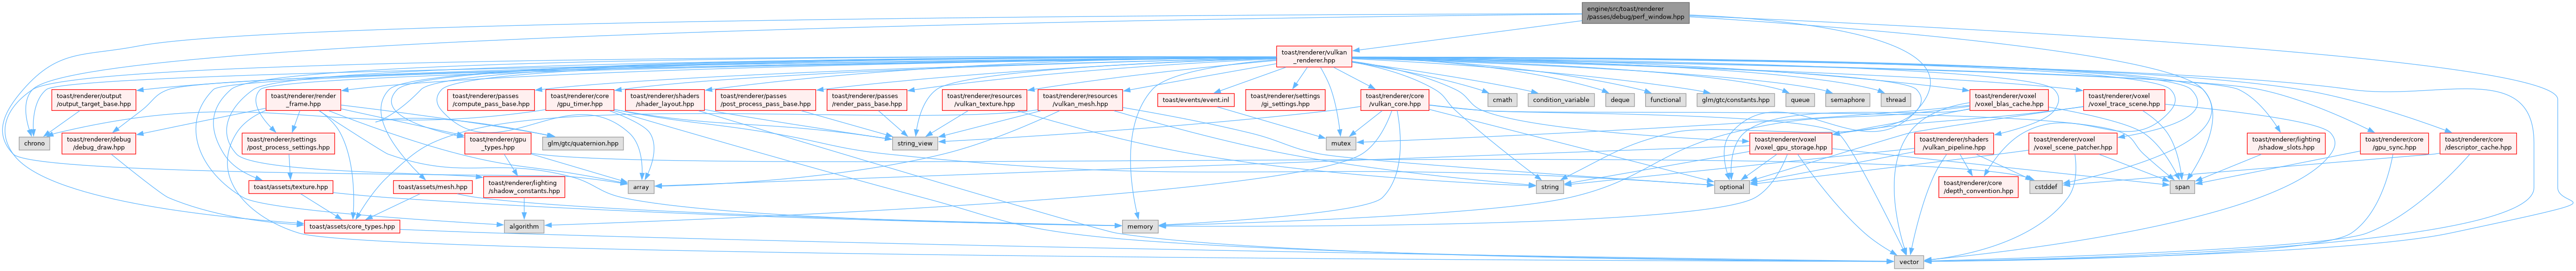 engine/src/toast/renderer
/passes/debug/perf_window.hpp
toast/renderer/vulkan
_renderer.hpp
toast/renderer/output
/output_target_base.hpp
toast/renderer/render
_frame.hpp
toast/renderer/passes
/compute_pass_base.hpp
toast/renderer/core
/gpu_timer.hpp
toast/renderer/shaders
/shader_layout.hpp
toast/renderer/passes
/post_process_pass_base.hpp
toast/renderer/passes
/render_pass_base.hpp
toast/renderer/resources
/vulkan_texture.hpp
toast/renderer/resources
/vulkan_mesh.hpp
toast/events/event.inl
toast/renderer/settings
/gi_settings.hpp
toast/renderer/core
/vulkan_core.hpp
cmath
condition_variable
deque
functional
glm/gtc/constants.hpp
queue
semaphore
thread
toast/renderer/voxel
/voxel_blas_cache.hpp
toast/renderer/voxel
/voxel_trace_scene.hpp
chrono
toast/renderer/debug
/debug_draw.hpp
toast/renderer/settings
/post_process_settings.hpp
toast/renderer/gpu
_types.hpp
glm/gtc/quaternion.hpp
string_view
mutex
toast/renderer/voxel
/voxel_gpu_storage.hpp
toast/renderer/shaders
/vulkan_pipeline.hpp
toast/renderer/voxel
/voxel_scene_patcher.hpp
toast/renderer/lighting
/shadow_slots.hpp
toast/renderer/core
/gpu_sync.hpp
toast/renderer/core
/descriptor_cache.hpp
toast/assets/texture.hpp
toast/assets/mesh.hpp
toast/renderer/lighting
/shadow_constants.hpp
array
string
optional
toast/renderer/core
/depth_convention.hpp
cstddef
span
toast/assets/core_types.hpp
algorithm
memory
vector